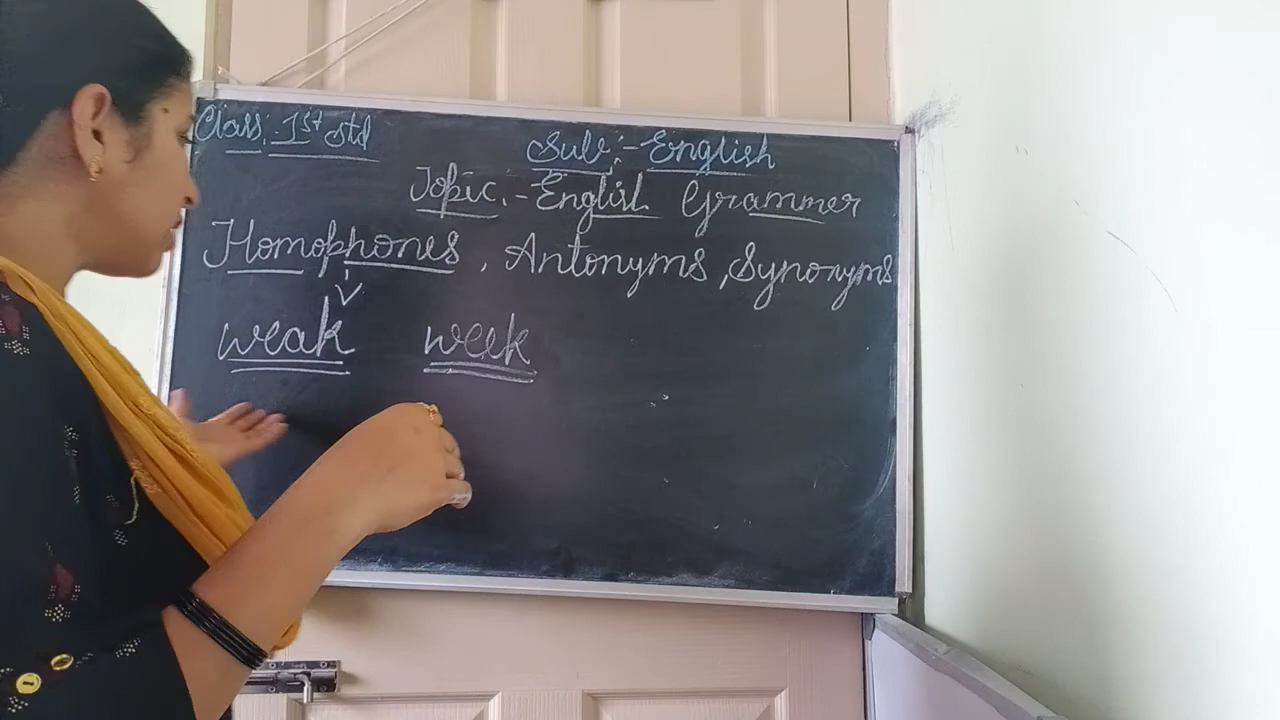 Class:-1st std
Sub:-English
Topic:-English Grammer
Homophones, Antonyms, Synonyms
weak week